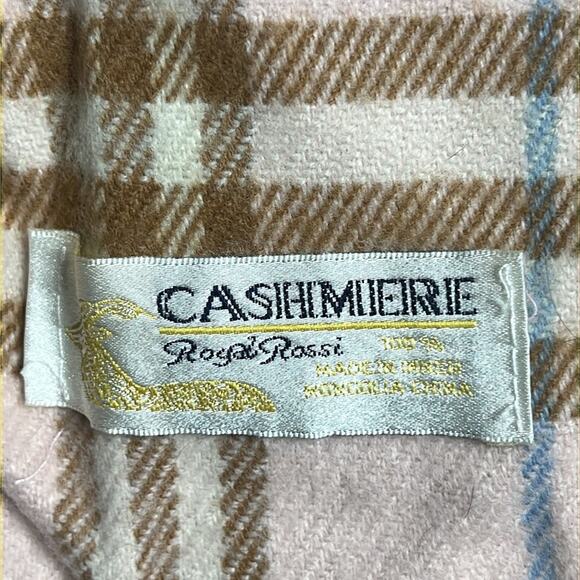 CASHMERE
Royal Rossi 100%
MADE IN INNER
MONGOLIA CHINA